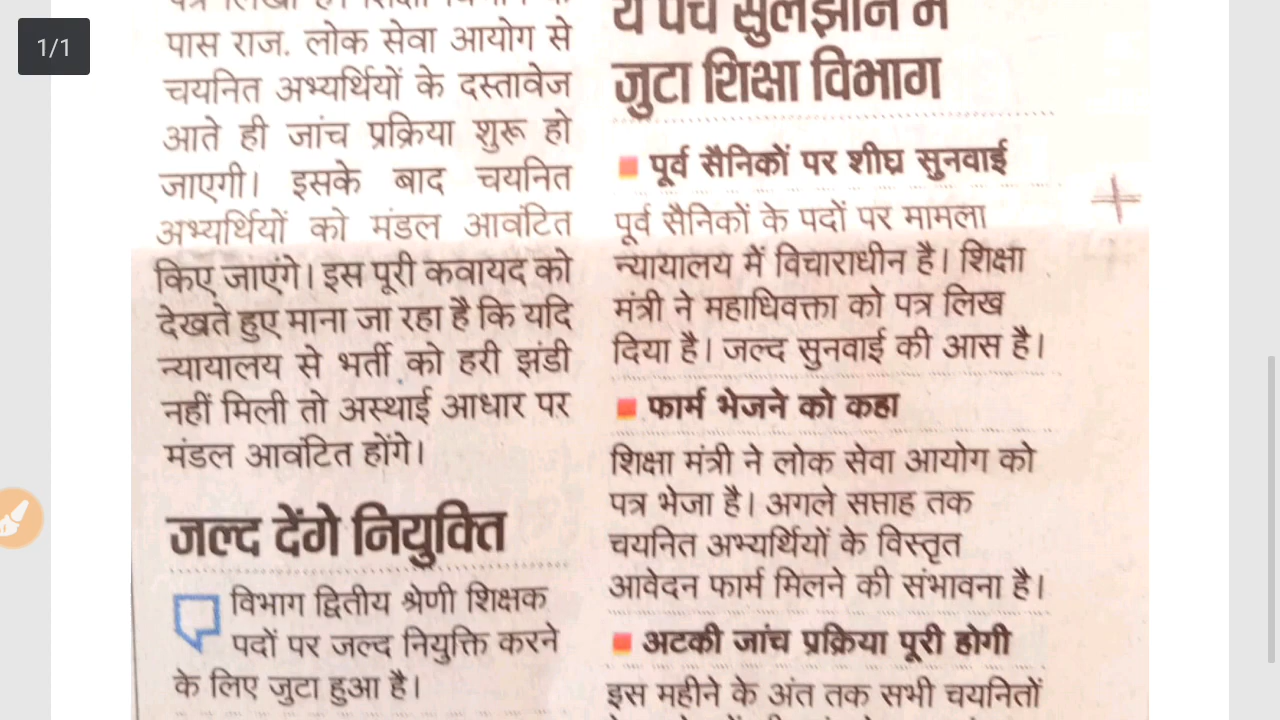 1/1
पास राज. लोक सेवा आयोग से
चयनित अभ्यर्थियों के दस्तावेज
आते ही जांच प्रक्रिया शुरू हो
जाएगी। इसके बाद चयनित
अभ्यर्थियों को मंडल आवंटित
किए जाएंगे। इस पूरी कवायद को
देखते हुए माना जा रहा है कि यदि
न्यायालय से भर्ती को हरी झंडी
नहीं मिली तो अस्थाई आधार पर
मंडल आवंटित होंगे।
जल्द देंगे नियुक्ति
विभाग द्वितीय श्रेणी शिक्षक
पदों पर जल्द नियुक्ति करने
के लिए जुटा हुआ है।
ये पेच सुलझाने में
जुटा शिक्षा विभाग
पूर्व सैनिकों पर शीघ्र सुनवाई
पूर्व सैनिकों के पदों पर मामला
न्यायालय में विचाराधीन है। शिक्षा
मंत्री ने महाधिवक्ता को पत्र लिख
दिया है। जल्द सुनवाई की आस है।
फार्म भेजने को कहा
शिक्षा मंत्री ने लोक सेवा आयोग को
पत्र भेजा है। अगले सप्ताह तक
चयनित अभ्यर्थियों के विस्तृत
आवेदन फार्म मिलने की संभावना है।
अटकी जांच प्रक्रिया पूरी होगी
इस महीने के अंत तक सभी चयनितों